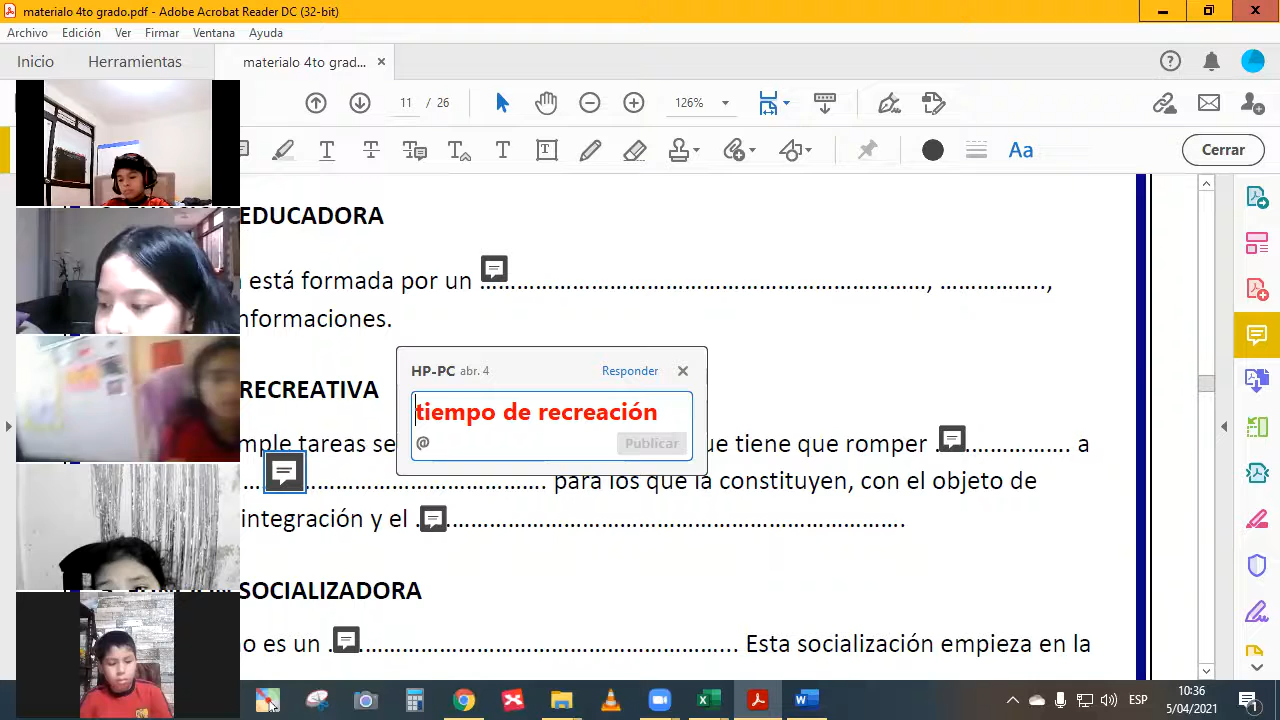 materialo 4to grado.pdf - Adobe Acrobat Reader DC (32-bit)
Archivo Edición Ver Firmar Ventana Ayuda
Inicio Herramientas materialo 4to grad... ×
11 / 26 126%
Aa Cerrar
EDUCADORA
está formada por un ……………………………………………………………, ……………..,
nformaciones.
HP-PC abr. 4 Responder
RECREATIVA
tiempo de recreación
@ Publicar
mple tareas se ue tiene que romper ………………. a
…………………………………. para los que la constituyen, con el objeto de
integración y el ……………………………………………………….
SOCIALIZADORA
o es un …………………………………………….. Esta socialización empieza en la
ESP 10:36
5/04/2021 1